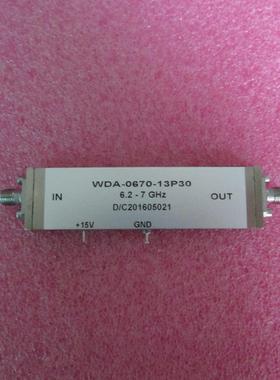 WDA-0670-13P30
6.2 - 7 GHz
IN
OUT
D/C201605021
+15V
GND